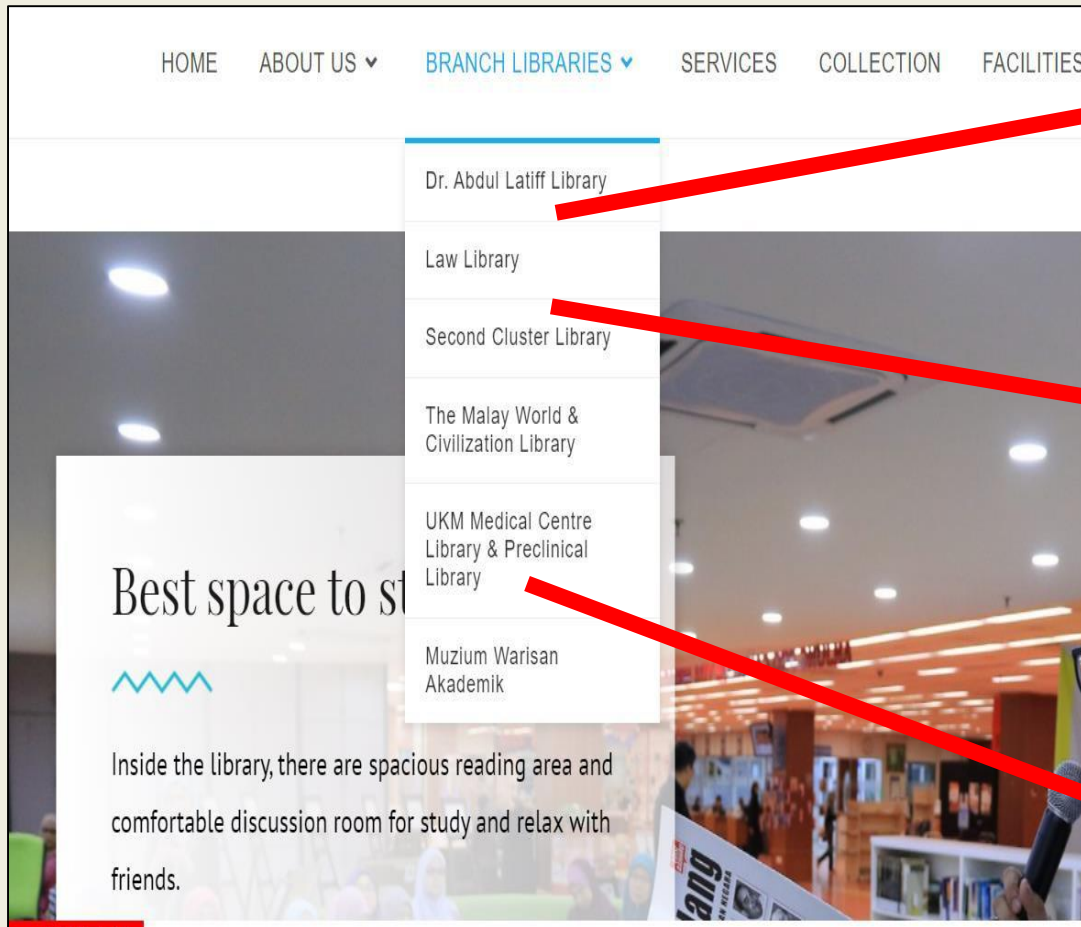 HOME ABOUT US BRANCH LIBRARIES SERVICES COLLECTION FACILITIES
Dr. Abdul Latiff Library
Law Library
Second Cluster Library
The Malay World &
Civilization Library
UKM Medical Centre
Library & Preclinical
Library
Muzium Warisan
Akademik
Best space to st
Inside the library, there are spacious reading area and
comfortable discussion room for study and relax with
friends.